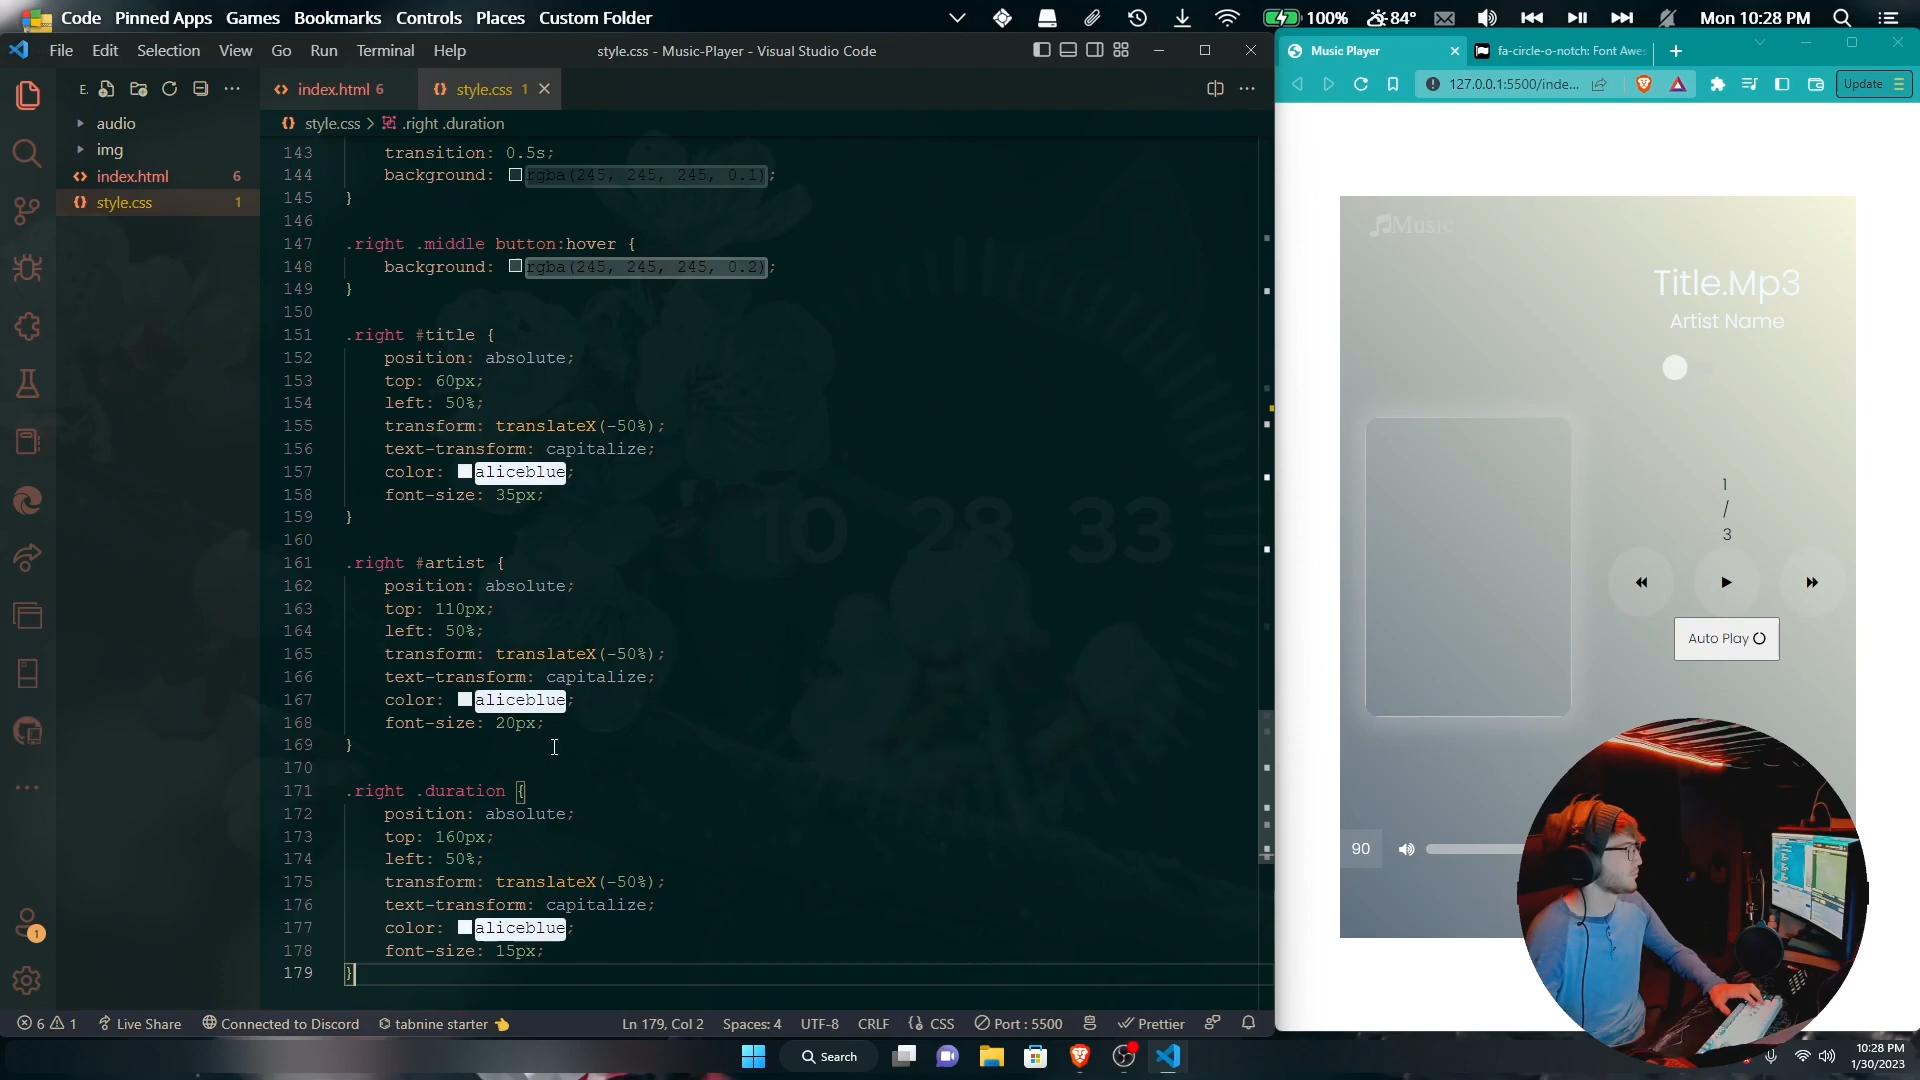 Code Pinned Apps Games Bookmarks Controls Places Custom Folder 100% 84° Mon 10:28 PM
File Edit Selection View Go Run Terminal Help style.css - Music-Player - Visual Studio Code
Music Player fa-circle-o-notch: Font Awes
127.0.0.1:5500/inde... Update
E.
index.html 6 style.css 1
style.css > .right .duration
audio
img
index.html 6
style.css 1
143 transition: 0.5s;
144 background: rgba(245, 245, 245, 0.1);
145 }
146
147 .right .middle button:hover {
148 background: rgba(245, 245, 245, 0.2);
149 }
150
151 .right #title {
152 position: absolute;
153 top: 60px;
154 left: 50%;
155 transform: translateX(-50%);
156 text-transform: capitalize;
157 color: aliceblue;
158 font-size: 35px;
159 }
160
161 .right #artist {
162 position: absolute;
163 top: 110px;
164 left: 50%;
165 transform: translateX(-50%);
166 text-transform: capitalize;
167 color: aliceblue;
168 font-size: 20px;
169 }
170
171 .right .duration {
172 position: absolute;
173 top: 160px;
174 left: 50%;
175 transform: translateX(-50%);
176 text-transform: capitalize;
177 color: aliceblue;
178 font-size: 15px;
179 }
10 28 33
Music
Title.Mp3
Artist Name
1
/
3
Auto Play
90
1
6 1 Live Share Connected to Discord tabnine starter Ln 179, Col 2 Spaces: 4 UTF-8 CRLF CSS Port : 5500 Prettier
Search
10:28 PM
1/30/2023